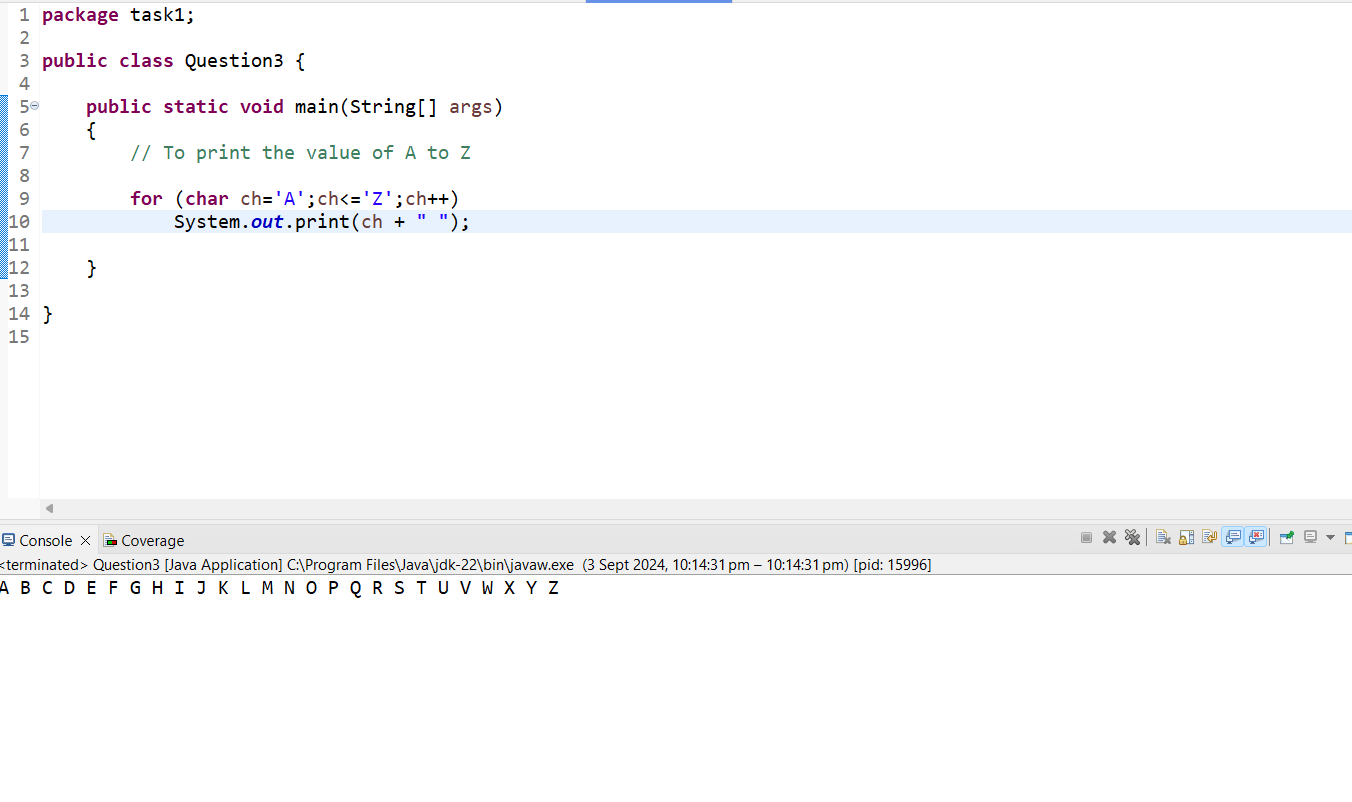 1 package task1;
2
3 public class Question3 {
4
5 public static void main(String[] args)
6 {
7 // To print the value of A to Z
8
9 for (char ch='A';ch<='Z';ch++)
10 System.out.print(ch + " ");
11
12 }
13
14 }
15
Console Coverage
<terminated> Question3 [Java Application] C:\Program Files\Java\jdk-22\bin\javaw.exe (3 Sept 2024, 10:14:31 pm – 10:14:31 pm) [pid: 15996]
A B C D E F G H I J K L M N O P Q R S T U V W X Y Z